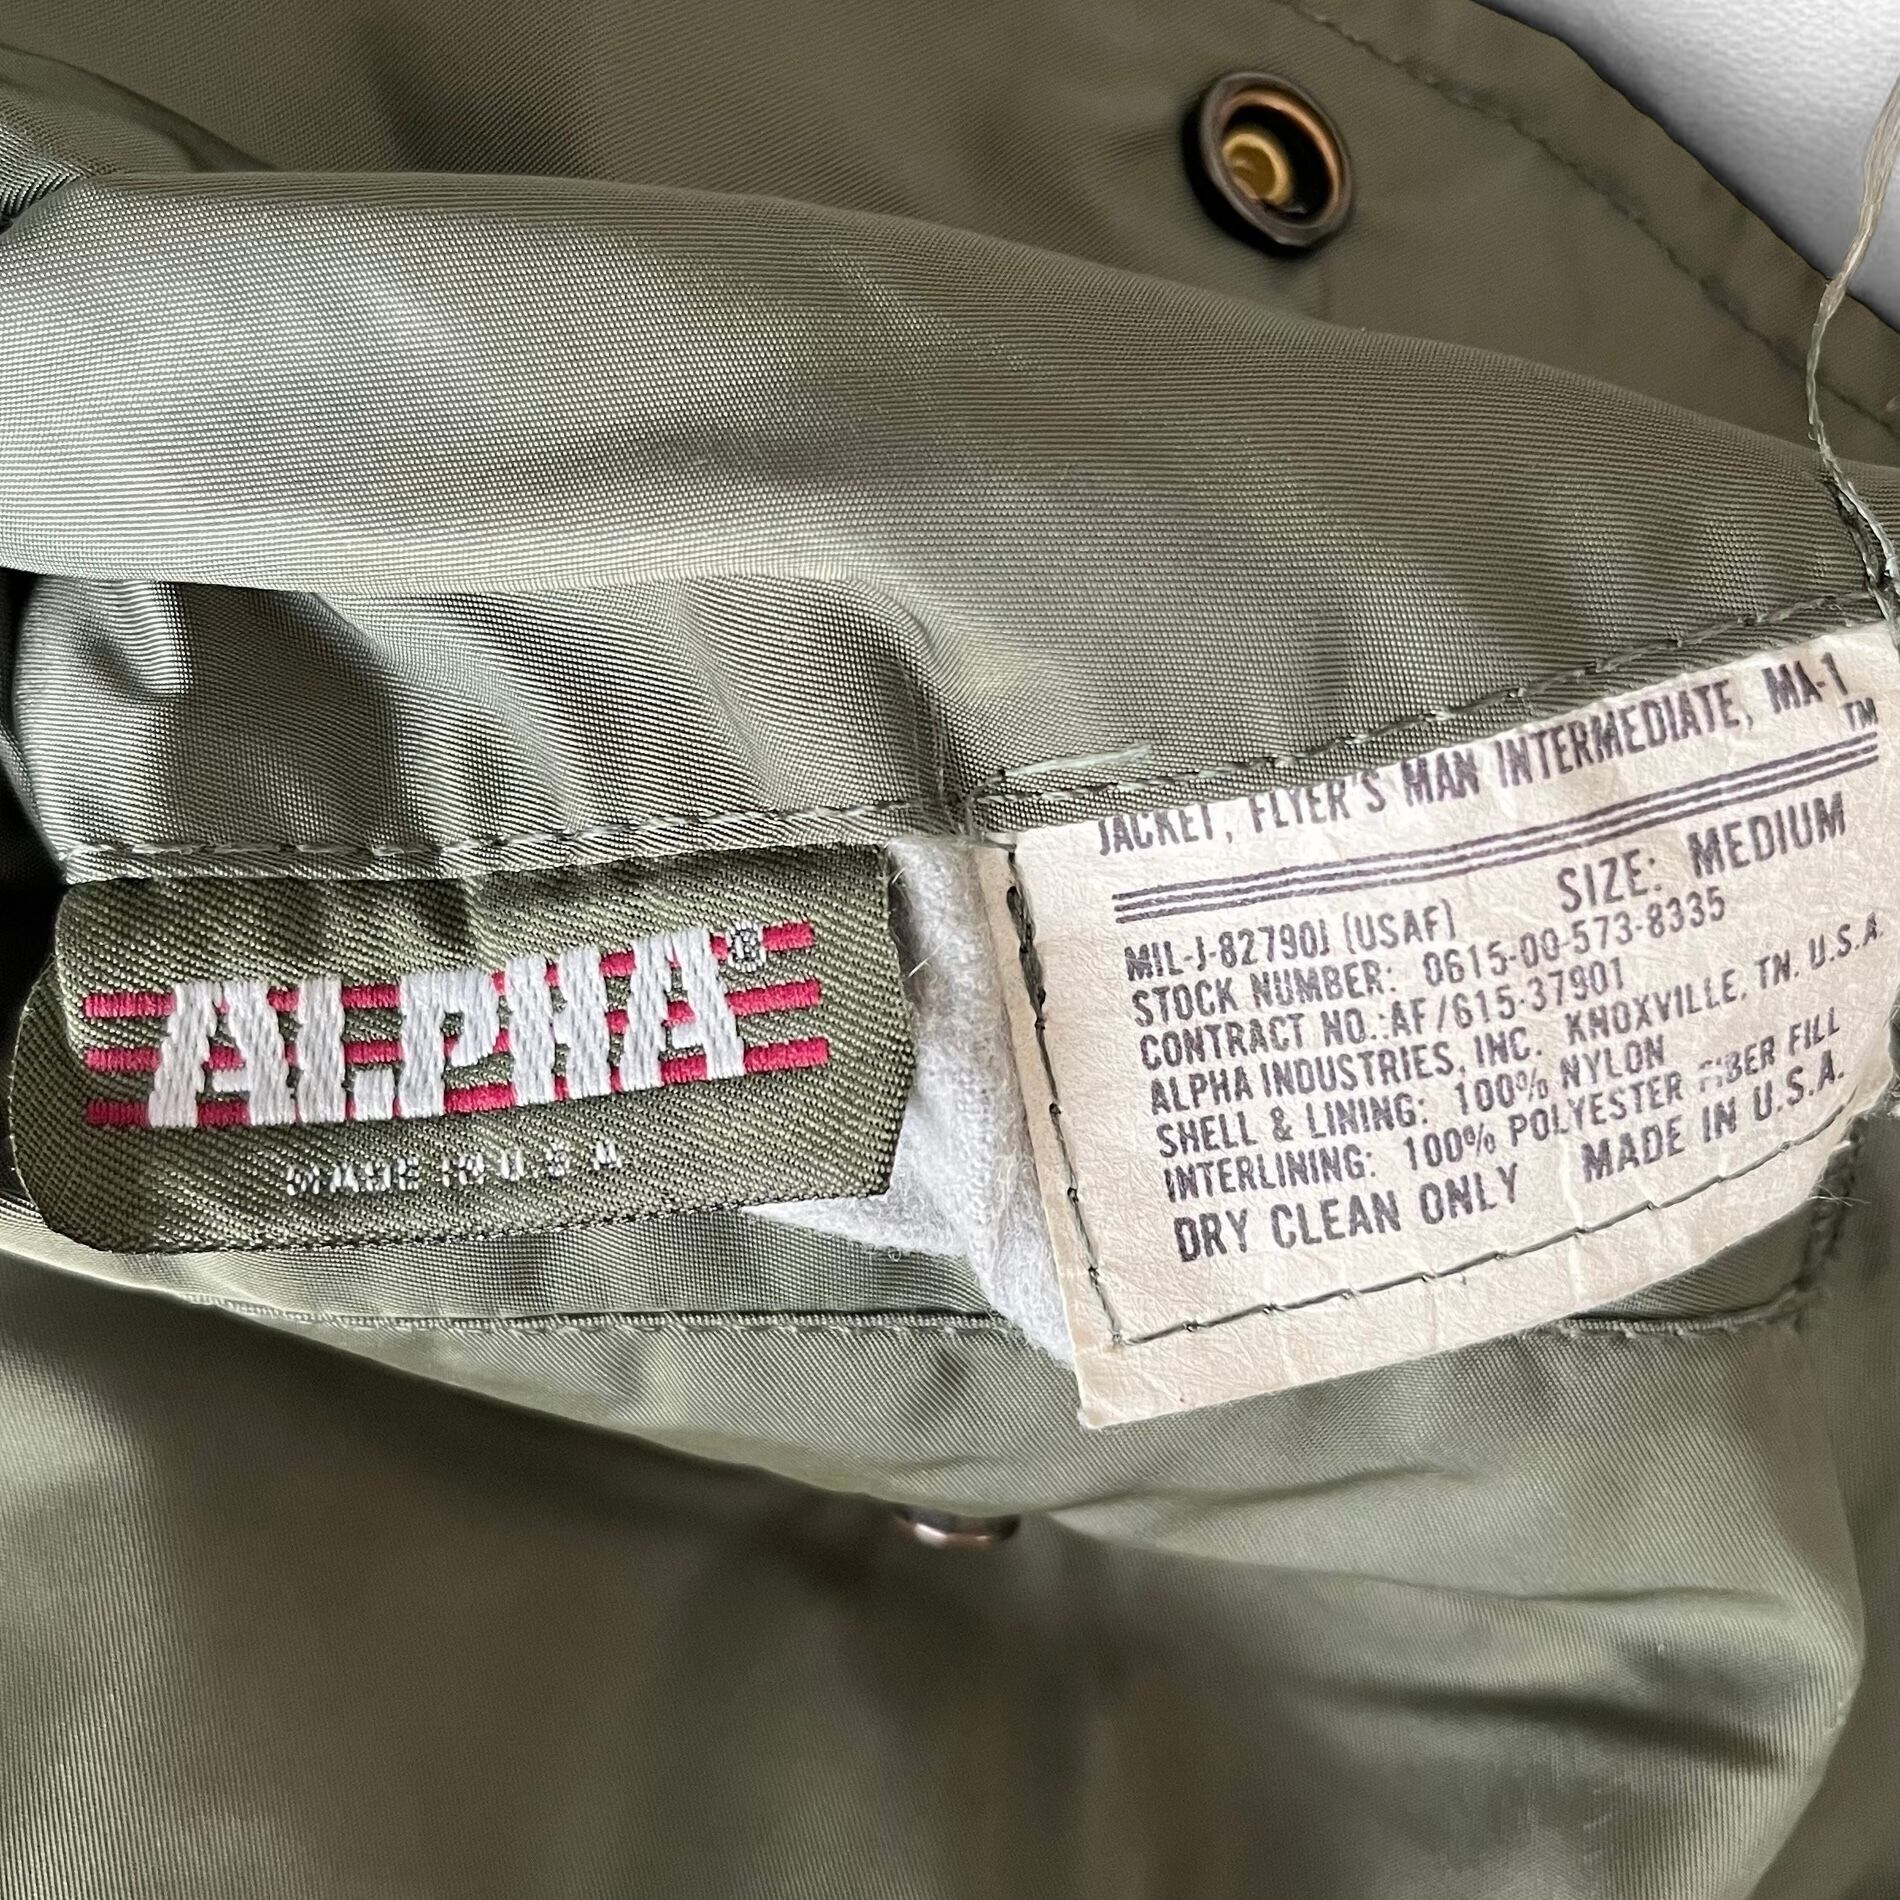 ALPHA®
MADE IN U S A
JACKET, FLYER'S MAN INTERMEDIATE, MA-1
TM
SIZE: MEDIUM
MIL-J-82790J (USAF)
STOCK NUMBER: 0615-00-573-8335
CONTRACT NO.:AF/615-37901
ALPHA INDUSTRIES, INC. KNOXVILLE, TN. U.S.A.
SHELL & LINING: 100% NYLON
INTERLINING: 100% POLYESTER FIBER FILL
DRY CLEAN ONLY MADE IN U.S.A.